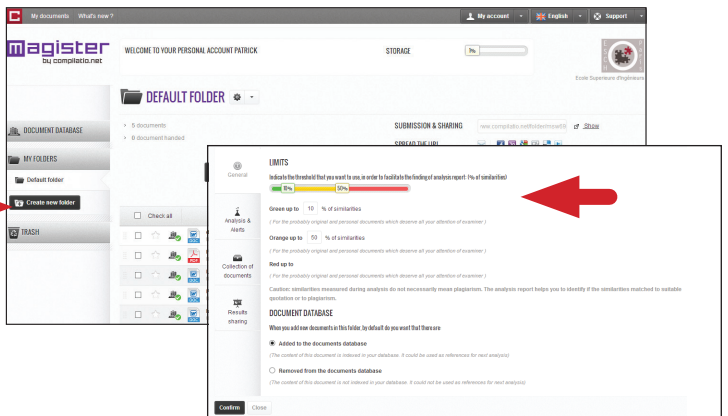 My documents What's new ?
My account
English
Support
magister
by compilatio.net
WELCOME TO YOUR PERSONAL ACCOUNT PATRICK
STORAGE
Ecole Superieure d'Ingénieurs
DEFAULT FOLDER
5 documents
8 document handed
SUBMISSION & SHARING
Show
SPREAD THE URL
DOCUMENT DATABASE
MY FOLDERS
Default folder
Create new folder
TRASH
Check all
DOC
PDF
DOC
DOC
DOC
General
Analysis &
Alerts
Collection of
documents
Results
sharing
LIMITS
Indicate the threshold that you want to use, in order to facilitate the finding of analysis report: (% of similarities)
10% 50%
Green up to 10 % of similarities
( For the probably original and personal documents which deserve all your attention of examiner )
Orange up to 50 % of similarities
( For the probably original and personal documents which deserve all your attention of examiner )
Red up to
( For the probably original and personal documents which deserve all your attention of examiner )
Caution: similarities measured during analysis do not necessarily mean plagiarism. The analysis report helps you to identify if the similarities matched to suitable
quotation or to plagiarism.
DOCUMENT DATABASE
When you add new documents in this folder, by default do you want that there are
Added to the documents database
(The content of this document is indexed in your database. It could be used as references for next analysis)
Removed from the documents database
(The content of this document is not indexed in your database. It could not be used as references for next analysis)
Confirm Close